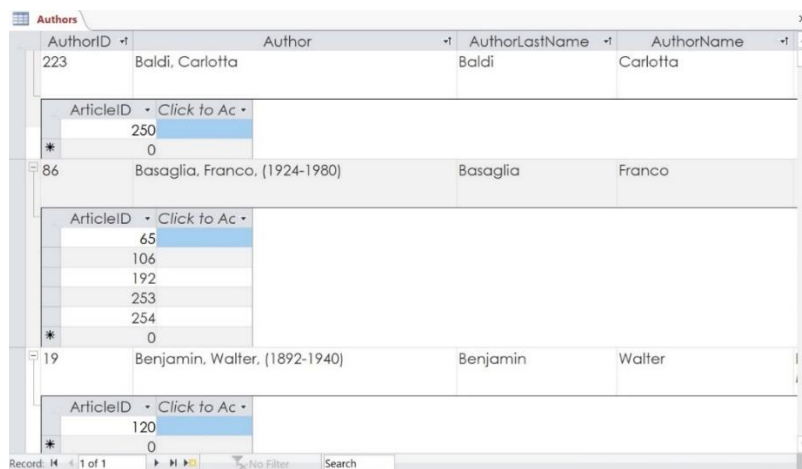 Authors
AuthorID Author AuthorLastName AuthorName
223 Baldi, Carlotta Baldi Carlotta
ArticleID Click to Ac
250
0
86 Basaglia, Franco, (1924-1980) Basaglia Franco
ArticleID Click to Ac
65
106
192
253
254
0
19 Benjamin, Walter, (1892-1940) Benjamin Walter
ArticleID Click to Ac
120
0
Record: 1 of 1 No Filter Search